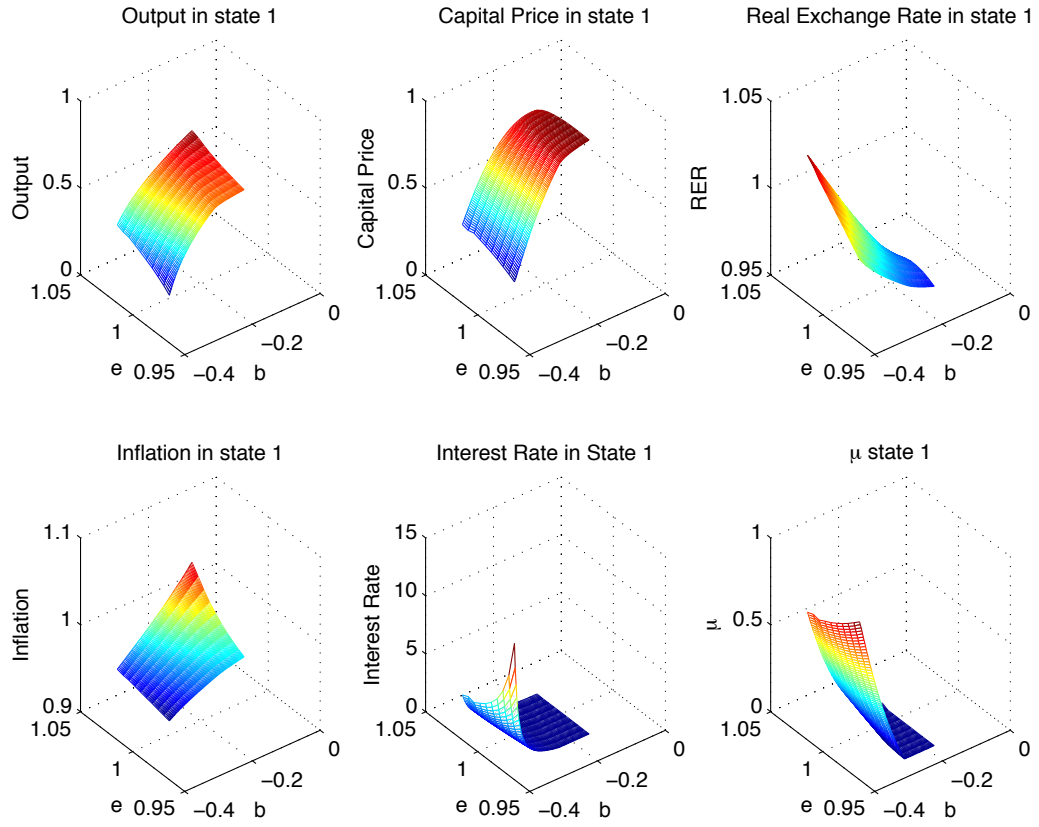 Output in state 1
Capital Price in state 1
Real Exchange Rate in state 1
1
0.5
0
Output
1.05
1
0.95
e
−0.4
−0.2
0
b
1
0.5
0
Capital Price
1.05
1
0.95
e
−0.4
−0.2
0
b
1.05
1
0.95
RER
1.05
1
0.95
e
−0.4
−0.2
0
b
Inflation in state 1
Interest Rate in State 1
μ state 1
1.1
1
0.9
Inflation
1.05
1
0.95
e
−0.4
−0.2
0
b
15
10
5
0
Interest Rate
1.05
1
0.95
e
−0.4
−0.2
0
b
1
0.5
0
μ
1.05
1
0.95
e
−0.4
−0.2
0
b